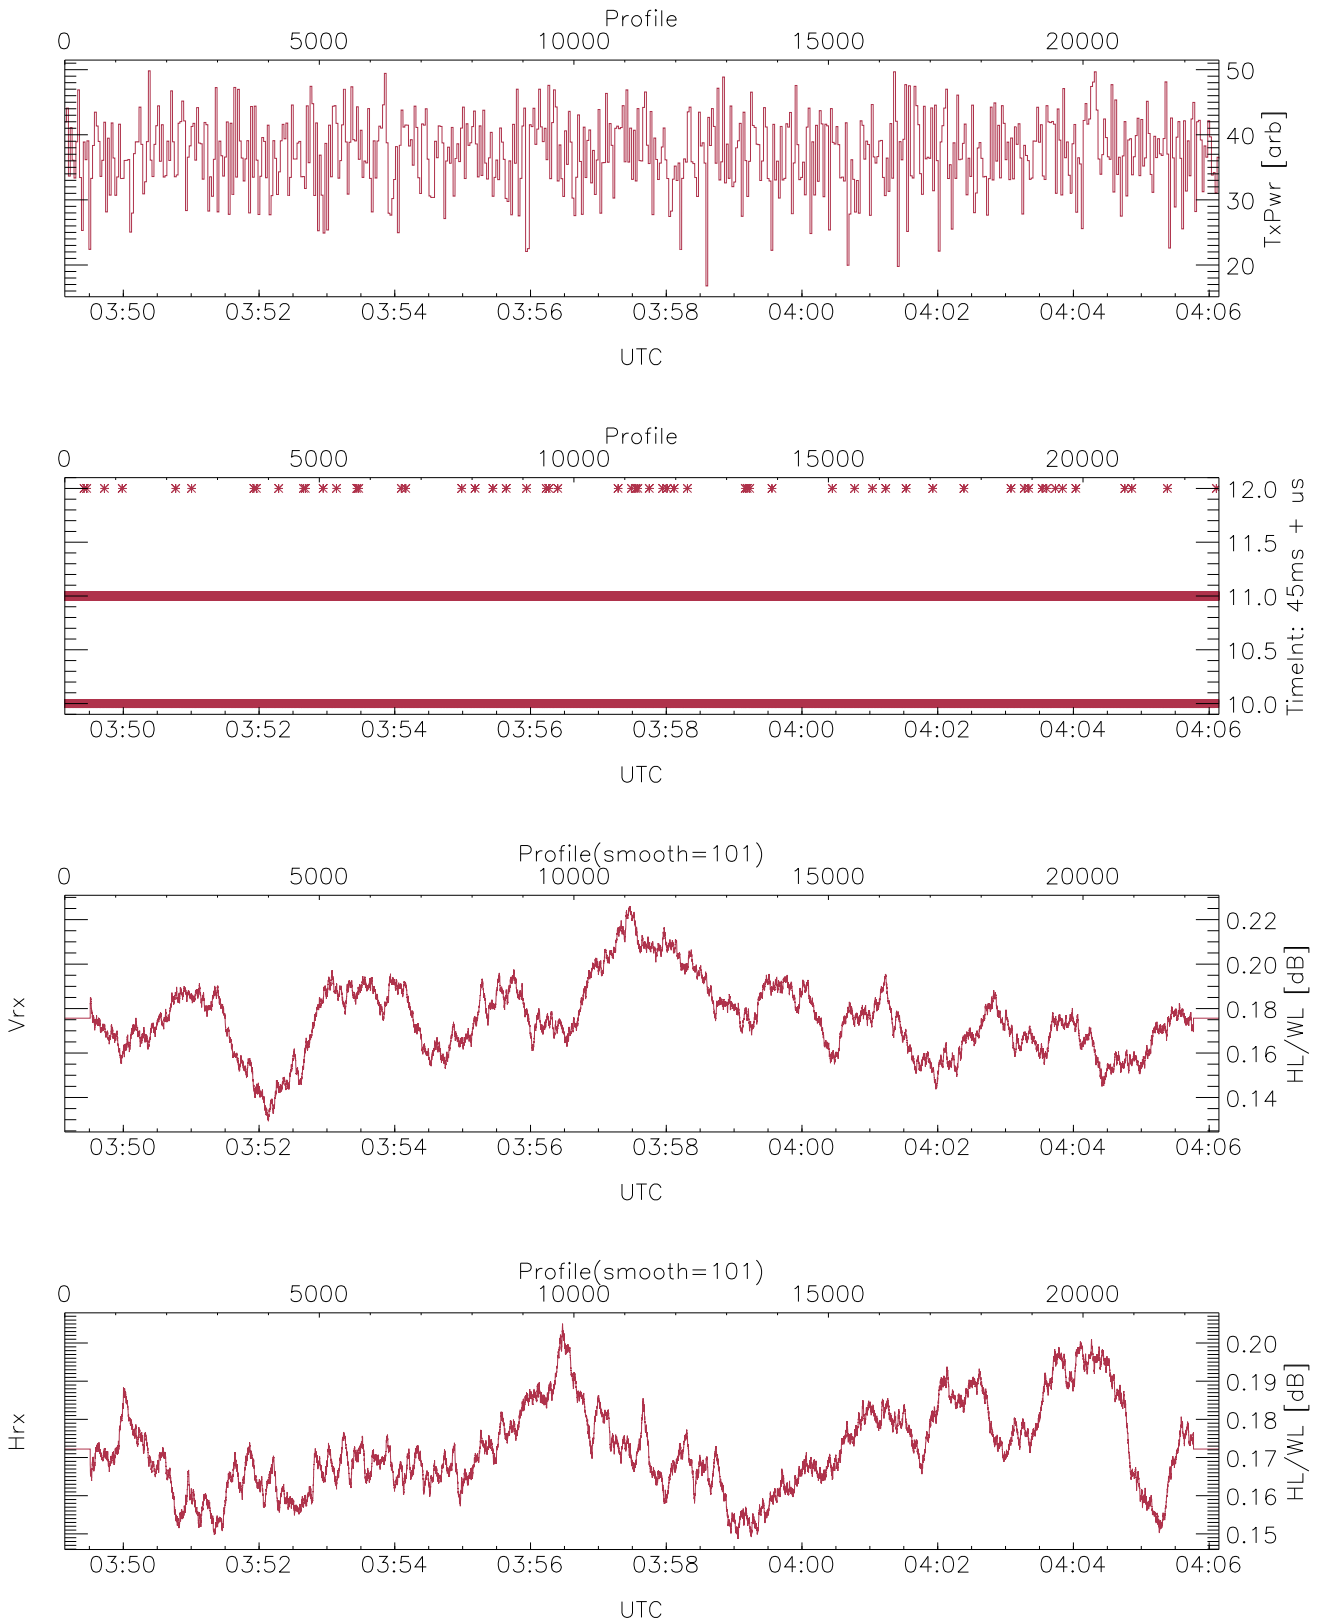 Profile
0 5000 10000 15000 20000
50
40
30
20
TxPwr [arb]
03:50 03:52 03:54 03:56 03:58 04:00 04:02 04:04 04:06
UTC
Profile
0 5000 10000 15000 20000
12.0
11.5
11.0
10.5
10.0
TimeInt: 45ms + us
03:50 03:52 03:54 03:56 03:58 04:00 04:02 04:04 04:06
UTC
Profile(smooth=101)
0 5000 10000 15000 20000
Vrx
0.22
0.20
0.18
0.16
0.14
HL/WL [dB]
03:50 03:52 03:54 03:56 03:58 04:00 04:02 04:04 04:06
UTC
Profile(smooth=101)
0 5000 10000 15000 20000
Hrx
0.20
0.19
0.18
0.17
0.16
0.15
HL/WL [dB]
03:50 03:52 03:54 03:56 03:58 04:00 04:02 04:04 04:06
UTC